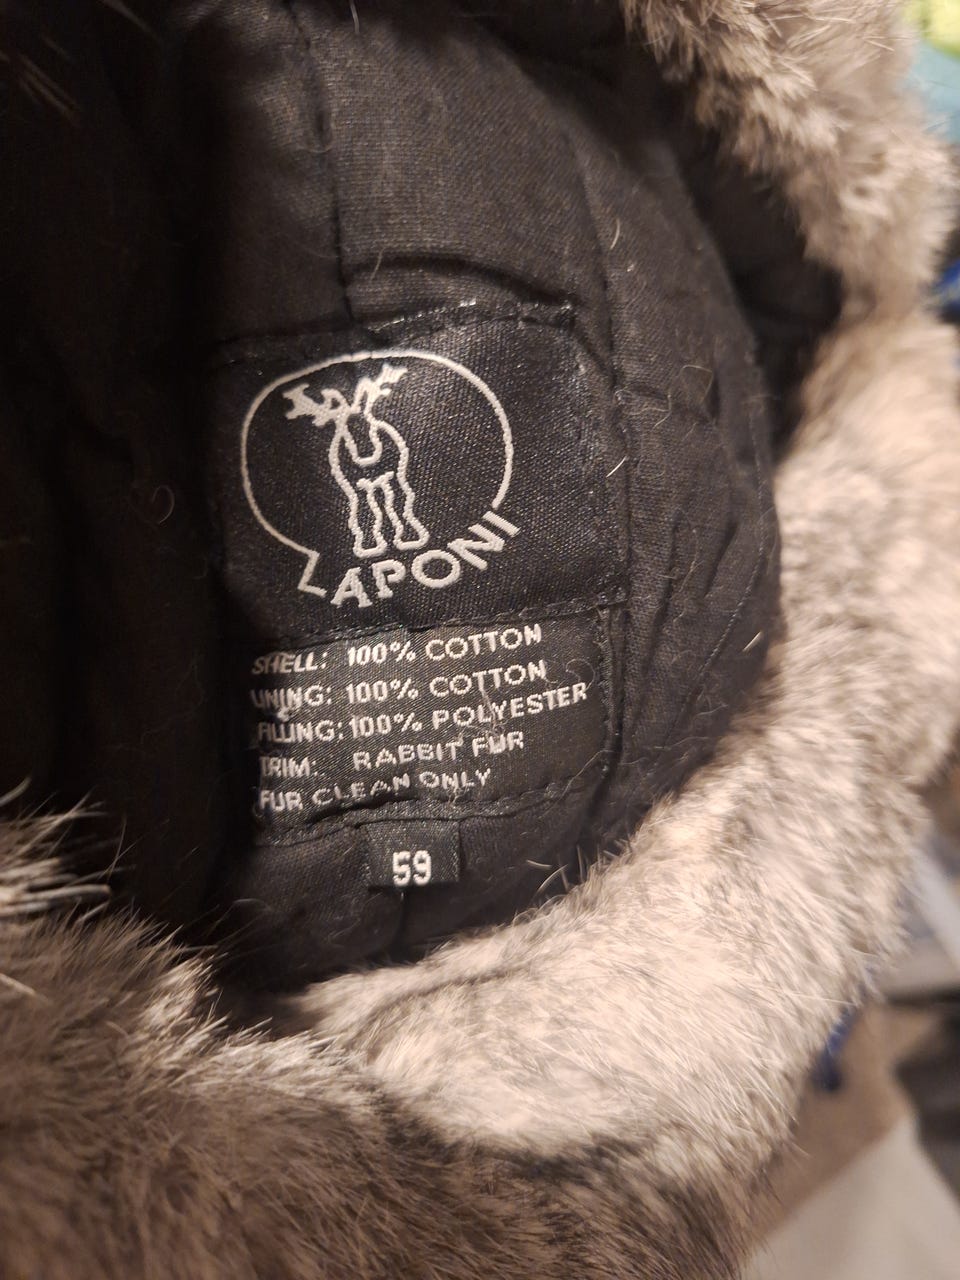 LAPONI
SHELL: 100% COTTON
LINING: 100% COTTON
FILLING: 100% POLYESTER
TRIM: RABBIT FUR
FUR CLEAN ONLY
59